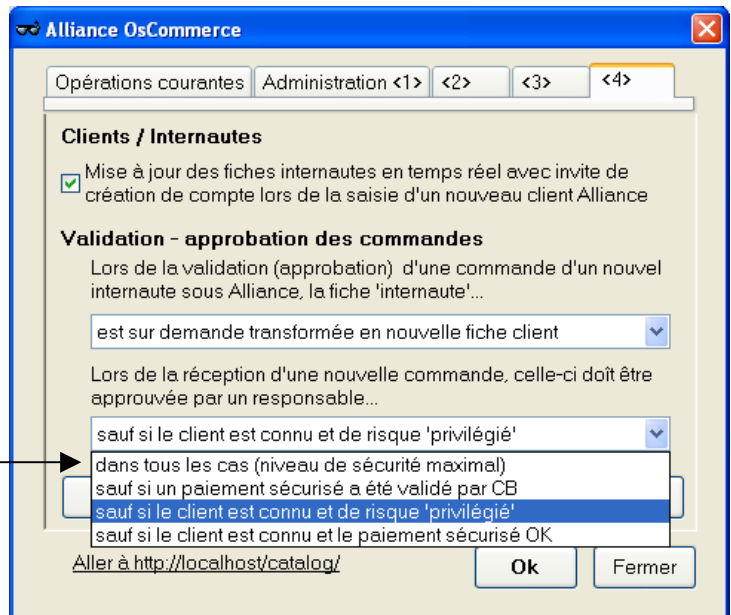 Alliance OsCommerce
Opérations courantes Administration <1> <2> <3> <4>
Clients / Internautes
Mise à jour des fiches internautes en temps réel avec invite de
création de compte lors de la saisie d'un nouveau client Alliance
Validation - approbation des commandes
Lors de la validation (approbation) d'une commande d'un nouvel
internaute sous Alliance, la fiche 'internaute'...
est sur demande transformée en nouvelle fiche client
Lors de la réception d'une nouvelle commande, celle-ci doît être
approuvée par un responsable...
sauf si le client est connu et de risque 'privilégié'
dans tous les cas (niveau de sécurité maximal)
sauf si un paiement sécurisé a été validé par CB
sauf si le client est connu et de risque 'privilégié'
sauf si le client est connu et le paiement sécurisé OK
Aller à http://localhost/catalog/ Ok Fermer